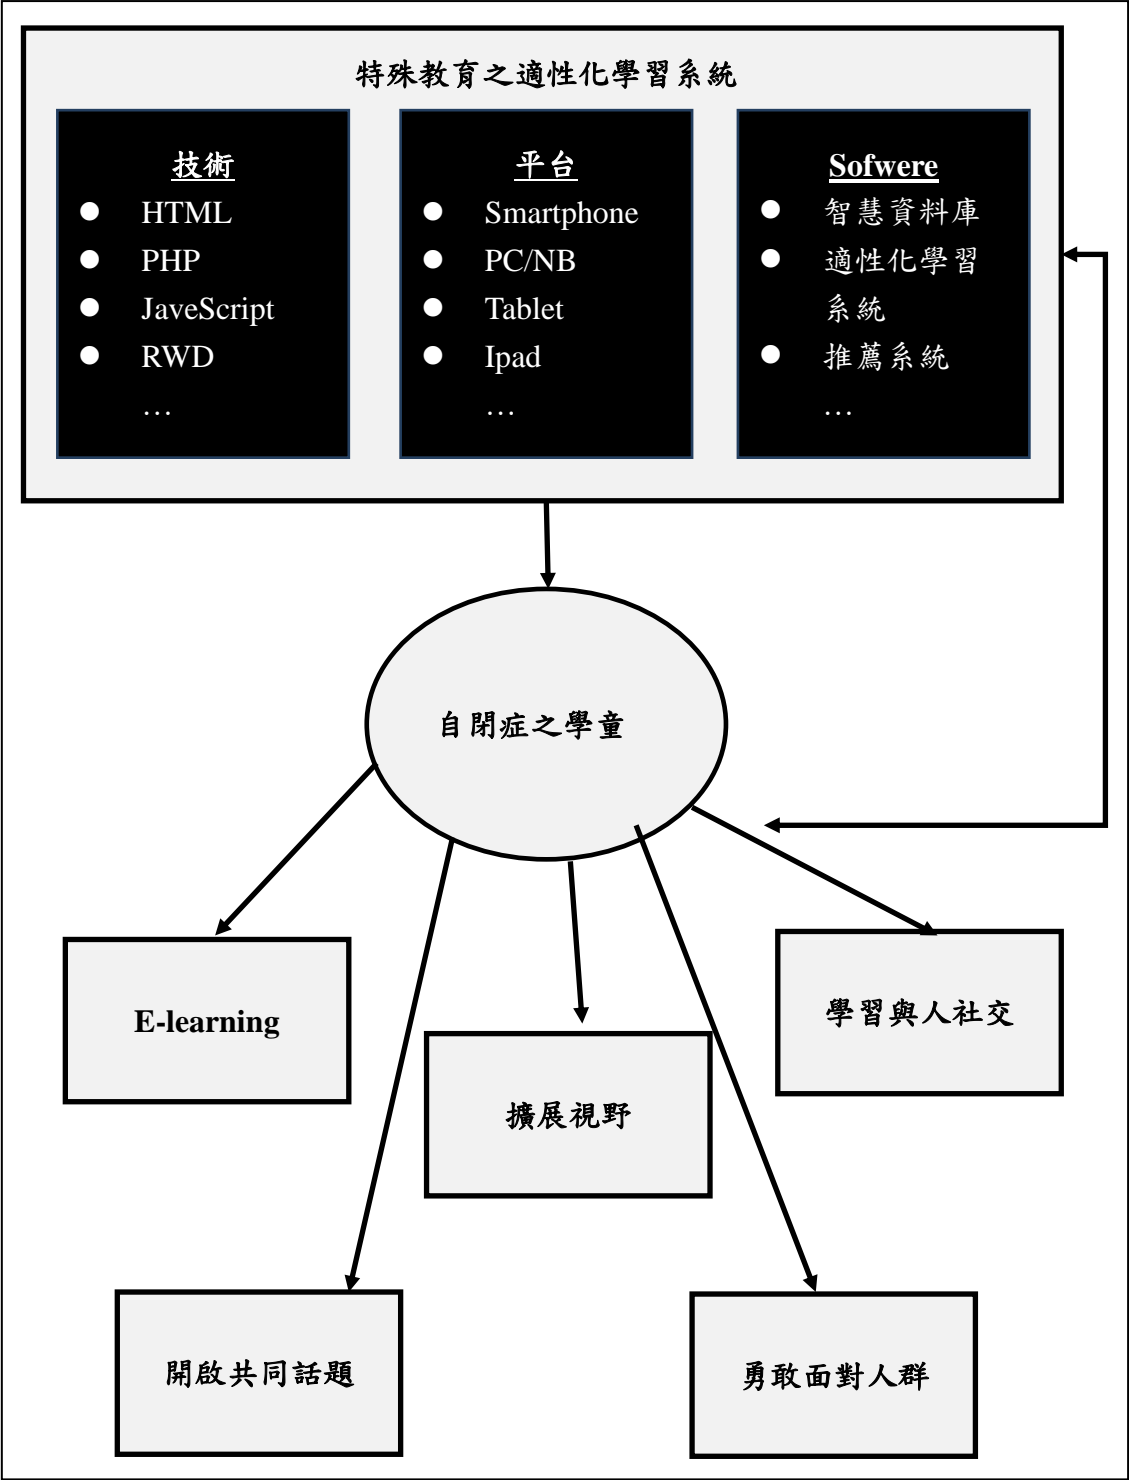 特殊教育之適性化學習系統
技術
● HTML
● PHP
● JaveScript
● RWD
…
平台
● Smartphone
● PC/NB
● Tablet
● Ipad
…
Sofwere
● 智慧資料庫
● 適性化學習
系統
● 推薦系統
…
自閉症之學童
E-learning
學習與人社交
擴展視野
開啟共同話題
勇敢面對人群